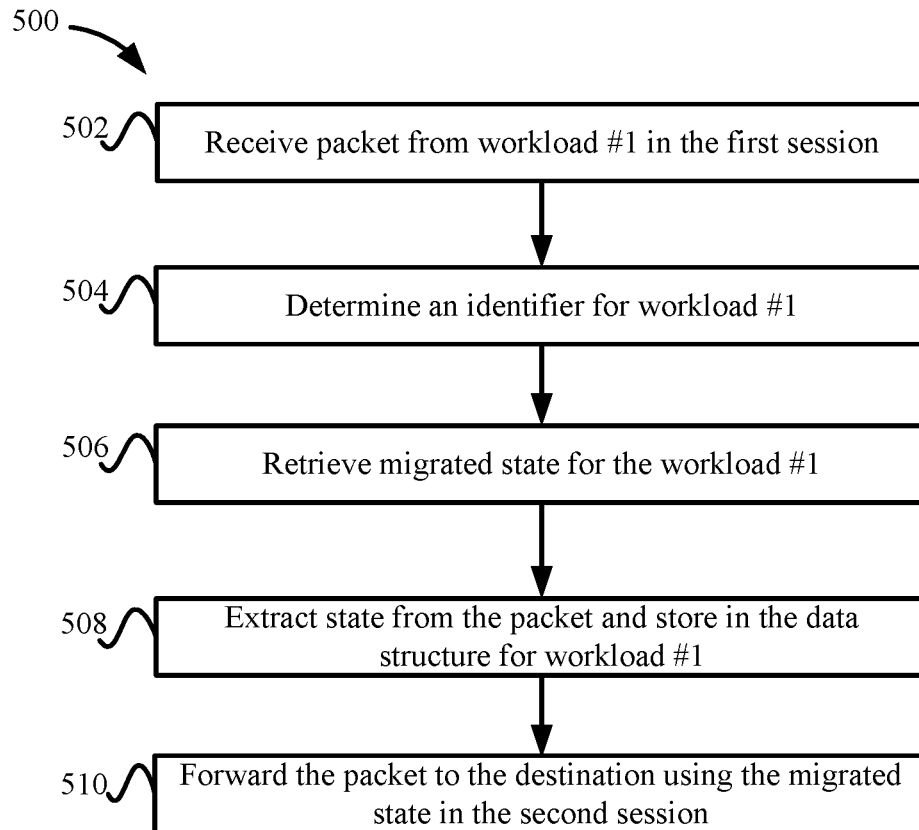 500
502
Receive packet from workload #1 in the first session
504
Determine an identifier for workload #1
506
Retrieve migrated state for the workload #1
508
Extract state from the packet and store in the data
structure for workload #1
510
Forward the packet to the destination using the migrated
state in the second session